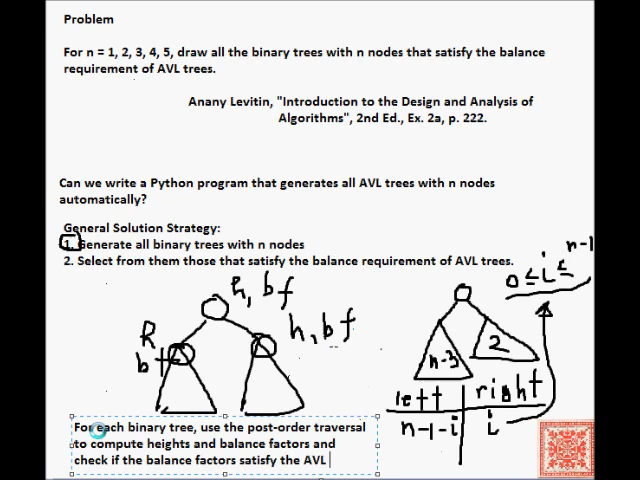 Problem
For n = 1, 2, 3, 4, 5, draw all the binary trees with n nodes that satisfy the balance
requirement of AVL trees.
Anany Levitin, "Introduction to the Design and Analysis of
Algorithms", 2nd Ed., Ex. 2a, p. 222.
Can we write a Python program that generates all AVL trees with n nodes
automatically?
General Solution Strategy:
1. Generate all binary trees with n nodes
2. Select from them those that satisfy the balance requirement of AVL trees.
h, bf
h, bf
h
bf
0 ≤ i ≤ n-1
n-3
2
left right
n-1-i i
For each binary tree, use the post-order traversal
to compute heights and balance factors and
check if the balance factors satisfy the AVL